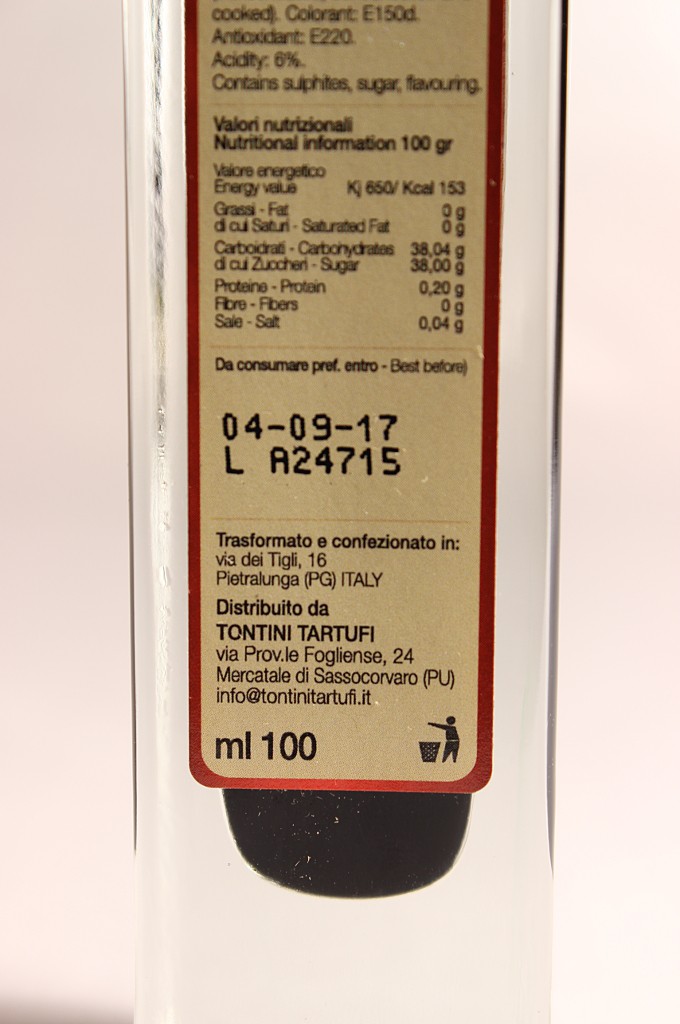 cooked). Colorant: E150d.
Antioxidant: E220.
Acidity: 6%.
Contains sulphites, sugar, flavouring.
Valori nutrizionali
Nutritional information 100 gr
Valore energetico
Energy value Kj 650/ Kcal 153
Grassi - Fat 0 g
di cui Saturi - Saturated Fat 0 g
Carboidrati - Carbohydrates 38,04 g
di cui Zuccheri - Sugar 38,00 g
Proteine - Protein 0,20 g
Fibre - Fibers 0 g
Sale - Salt 0,04 g
Da consumare pref. entro - Best before)
04-09-17
L A24715
Trasformato e confezionato in:
via dei Tigli, 16
Pietralunga (PG) ITALY
Distribuito da
TONTINI TARTUFI
via Prov.le Fogliense, 24
Mercatale di Sassocorvaro (PU)
info@tontinitartufi.it
ml 100